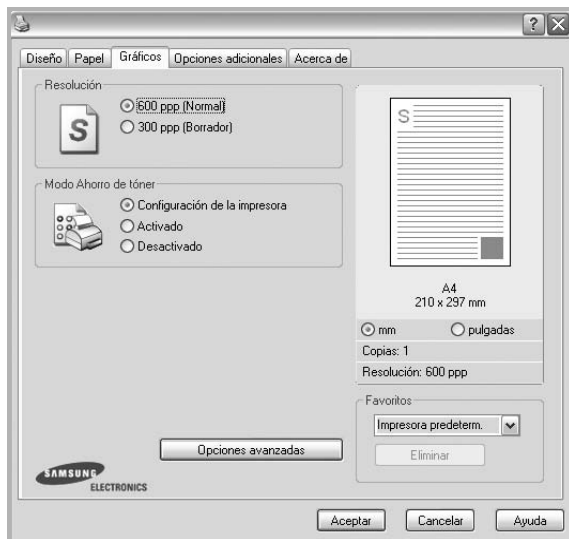 Diseño Papel Gráficos Opciones adicionales Acerca de
Resolución
600 ppp (Normal)
300 ppp (Borrador)
S
Modo Ahorro de tóner
Configuración de la impresora
Activado
Desactivado
Opciones avanzadas
SAMSUNG
ELECTRONICS
S
A4
210 x 297 mm
mm pulgadas
Copias: 1
Resolución: 600 ppp
Favoritos
Impresora predeterm.
Eliminar
Aceptar Cancelar Ayuda